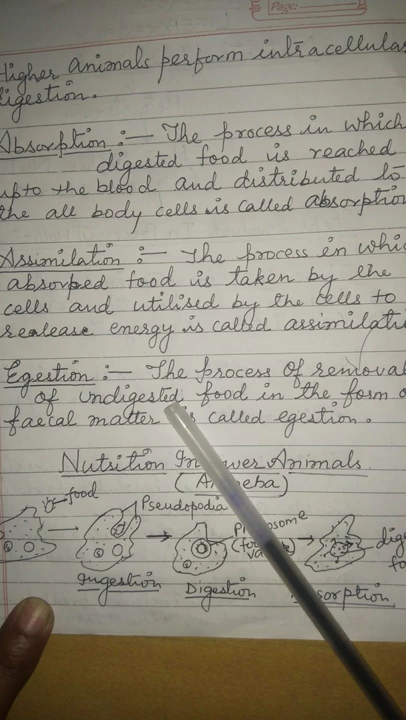 Page:
Higher animals perform intracellular
digestion.
Absorption :— The process in which
digested food is reached
upto the blood and distributed to
the all body cells is called absorption
Assimilation :— The process in which
absorped food is taken by the
cells and utilised by the cells to
realease energy is called assimilati
Egestion :— The process of removal
of undigested food in the form o
faecal matter is called egestion.
Nutrition In Lower Animals
(Amoeba)
food
Pseudopodia
(food
Ingestion
Digestion